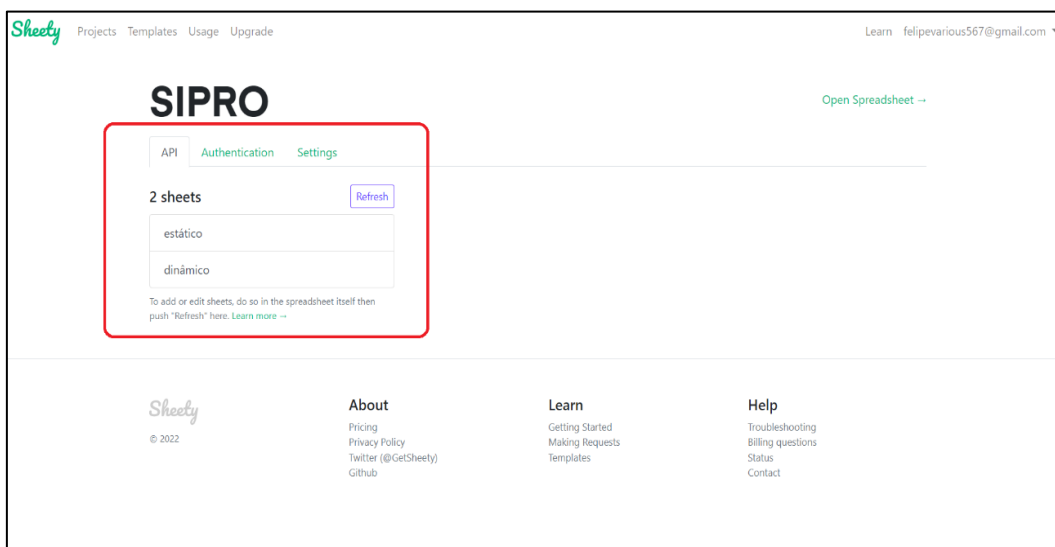 Sheety Projects Templates Usage Upgrade Learn felipevarious567@gmail.com
SIPRO
Open Spreadsheet →
API Authentication Settings
2 sheets Refresh
estático
dinâmico
To add or edit sheets, do so in the spreadsheet itself then
push "Refresh" here. Learn more →
Sheety
© 2022
About
Pricing
Privacy Policy
Twitter (@GetSheety)
Github
Learn
Getting Started
Making Requests
Templates
Help
Troubleshooting
Billing questions
Status
Contact